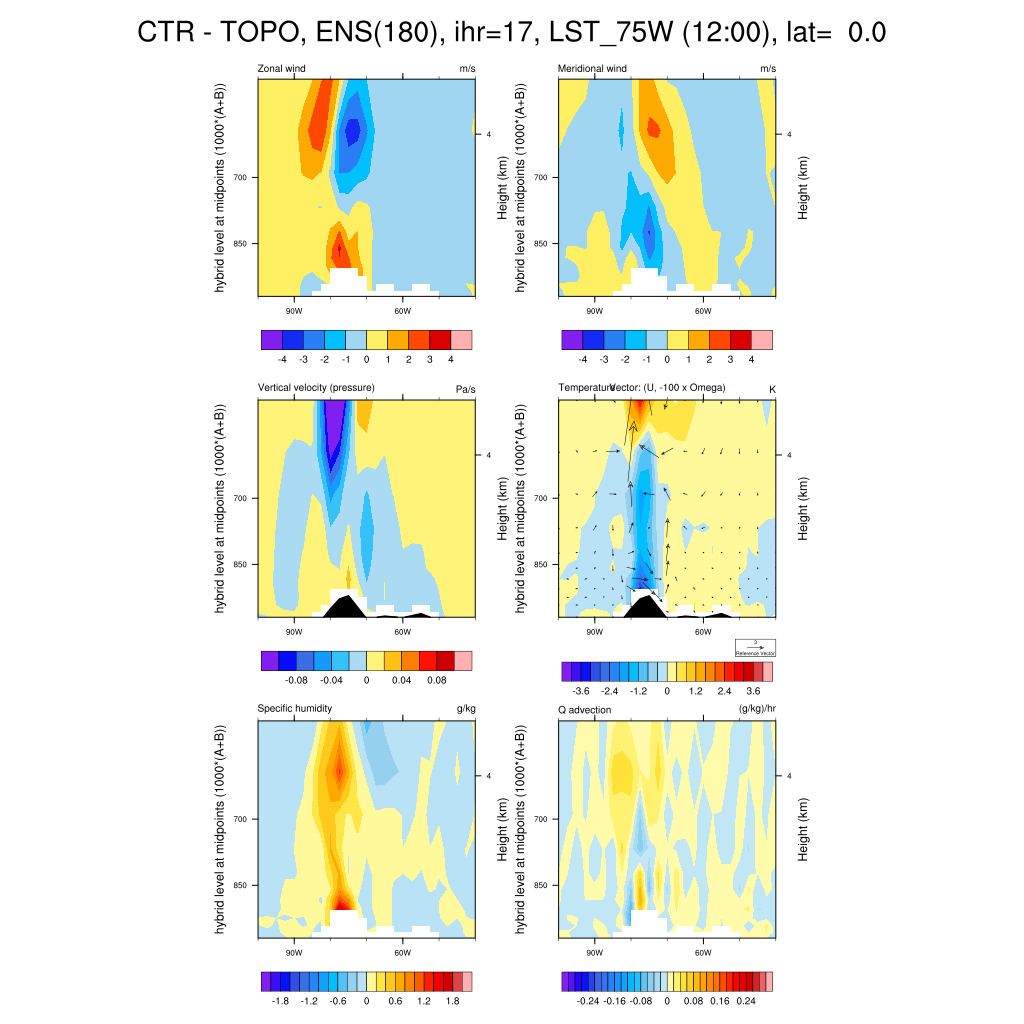 CTR - TOPO, ENS(180), ihr=17, LST_75W (12:00), lat=  0.0
Zonal wind m/s
hybrid level at midpoints (1000*(A+B))
700
850
4
Height (km)
90W 60W
-4 -3 -2 -1 0 1 2 3 4
Meridional wind m/s
hybrid level at midpoints (1000*(A+B))
700
850
4
Height (km)
90W 60W
-4 -3 -2 -1 0 1 2 3 4
Vertical velocity (pressure) Pa/s
hybrid level at midpoints (1000*(A+B))
700
850
4
Height (km)
90W 60W
-0.08 -0.04 0 0.04 0.08
Temperature Vector: (U, -100 x Omega) K
hybrid level at midpoints (1000*(A+B))
700
850
4
Height (km)
90W 60W
3
Reference Vector
-3.6 -2.4 -1.2 0 1.2 2.4 3.6
Specific humidity g/kg
hybrid level at midpoints (1000*(A+B))
700
850
4
Height (km)
90W 60W
-1.8 -1.2 -0.6 0 0.6 1.2 1.8
Q advection (g/kg)/hr
hybrid level at midpoints (1000*(A+B))
700
850
4
Height (km)
90W 60W
-0.24 -0.16 -0.08 0 0.08 0.16 0.24